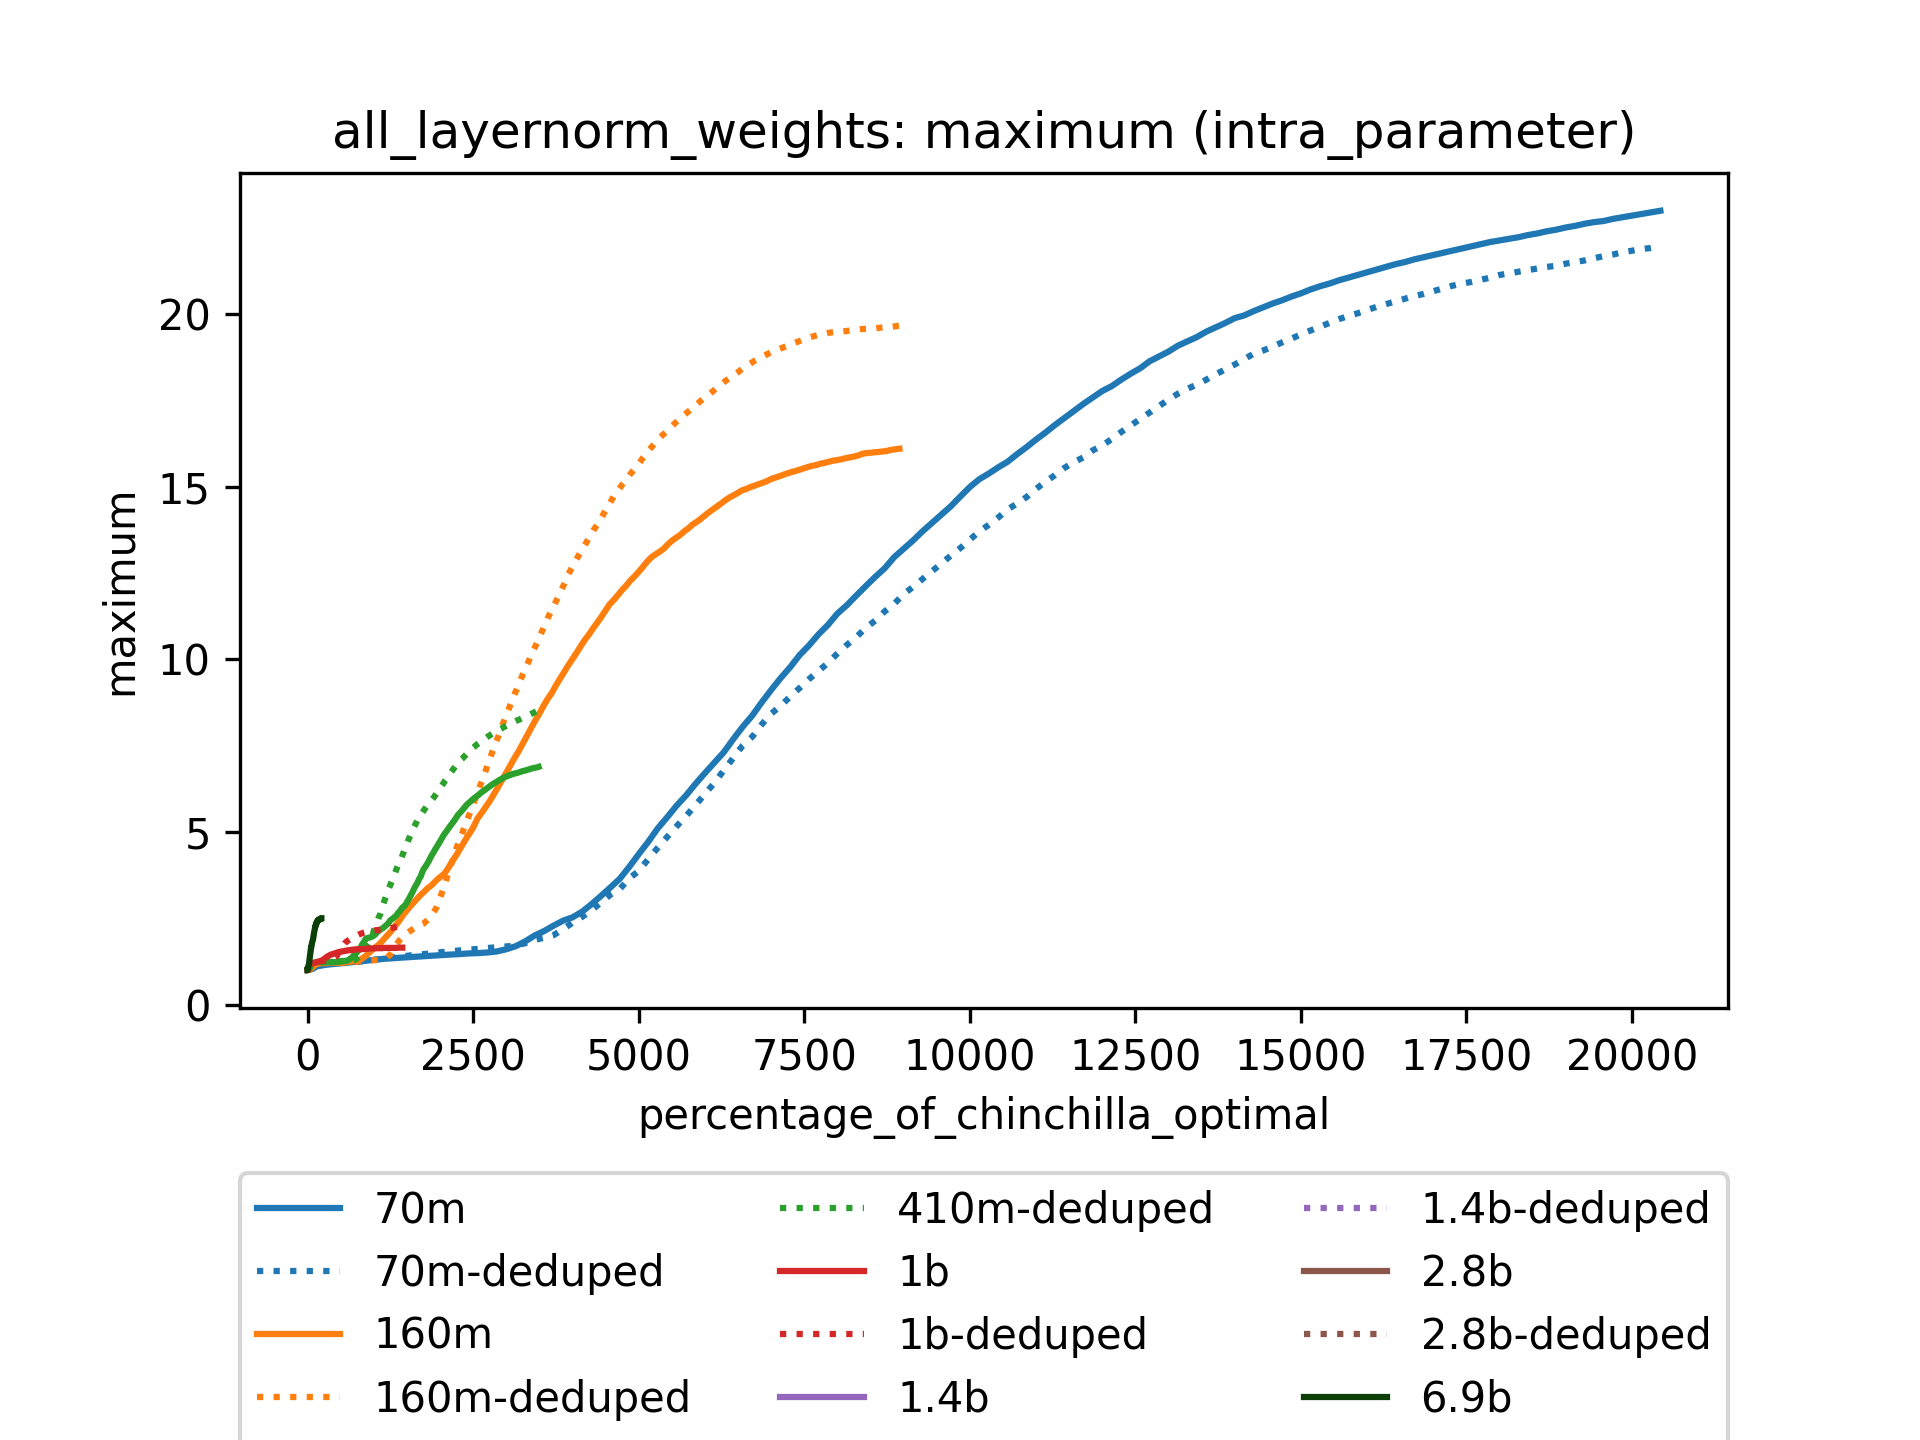 all_layernorm_weights: maximum (intra_parameter)
maximum
20
15
10
5
0
0 2500 5000 7500 10000 12500 15000 17500 20000
percentage_of_chinchilla_optimal
70m 410m-deduped 1.4b-deduped
70m-deduped 1b 2.8b
160m 1b-deduped 2.8b-deduped
160m-deduped 1.4b 6.9b